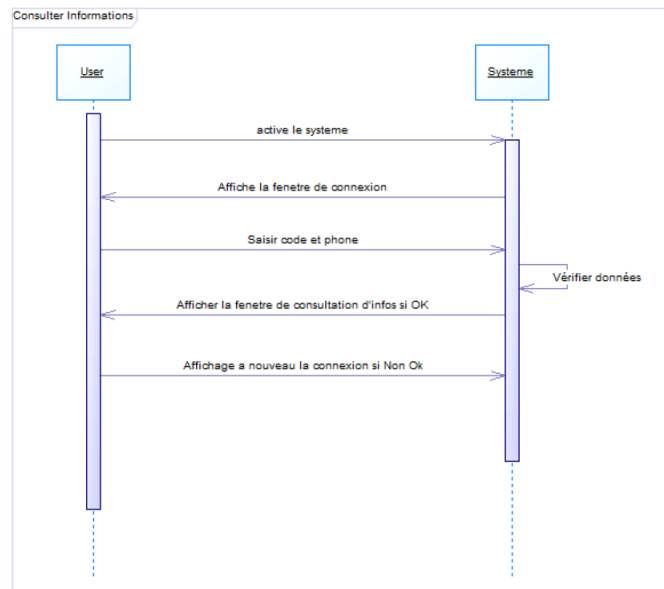 Consulter Informations
User
Systeme
active le systeme
Affiche la fenetre de connexion
Saisir code et phone
Vérifier données
Afficher la fenetre de consultation d'infos si OK
Affichage a nouveau la connexion si Non Ok